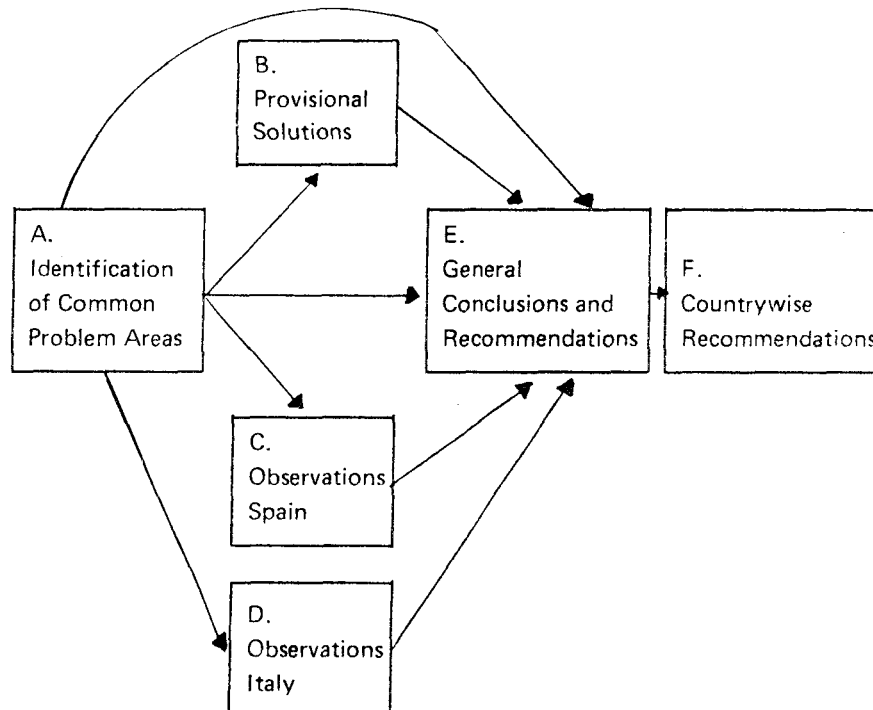 B.
Provisional
Solutions
A.
Identification
of Common
Problem Areas
E.
General
Conclusions and
Recommendations
F.
Countrywise
Recommendations
C.
Observations
Spain
D.
Observations
Italy